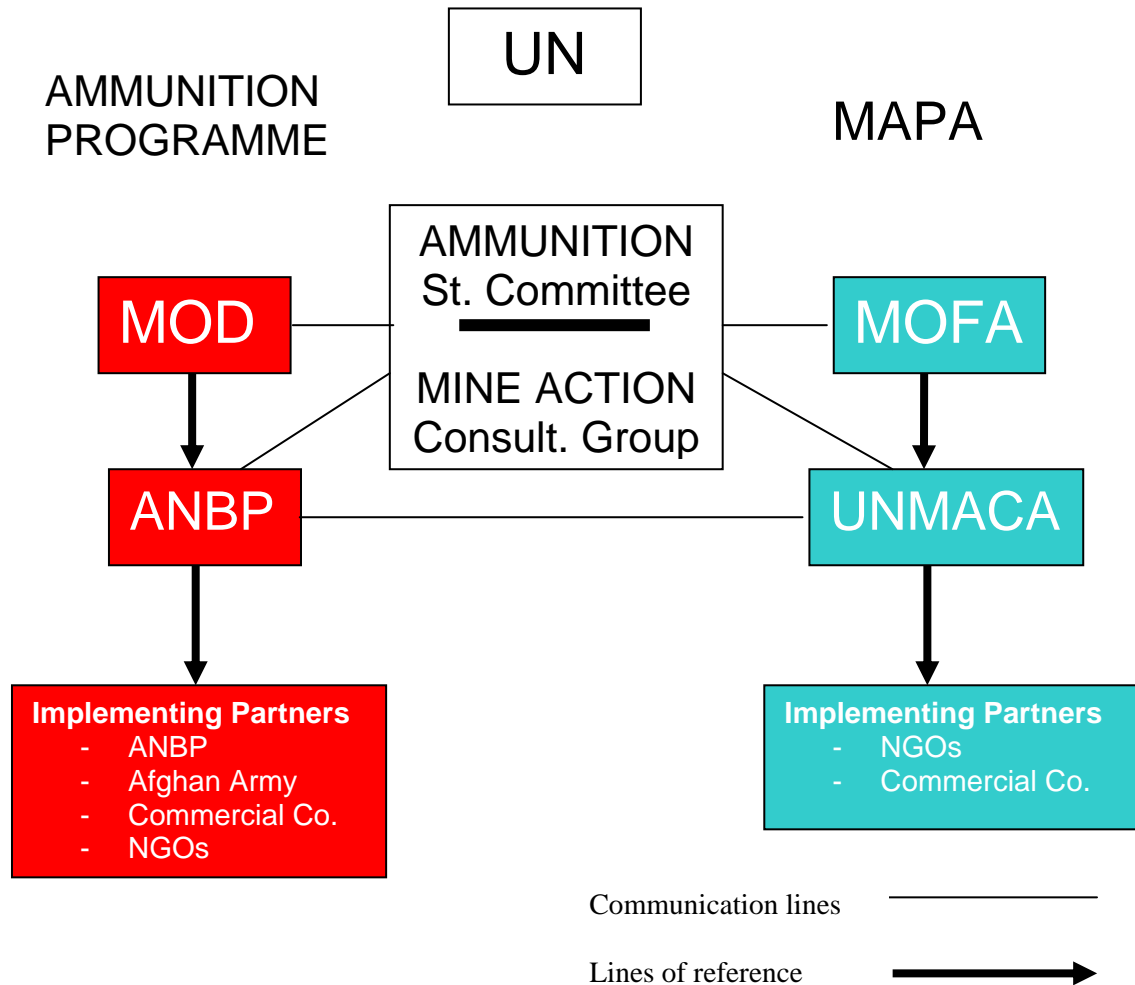 UN
AMMUNITION
PROGRAMME
MAPA
AMMUNITION
St. Committee
MINE ACTION
Consult. Group
MOD
MOFA
ANBP
UNMACA
Implementing Partners
- ANBP
- Afghan Army
- Commercial Co.
- NGOs
Implementing Partners
- NGOs
- Commercial Co.
Communication lines
Lines of reference